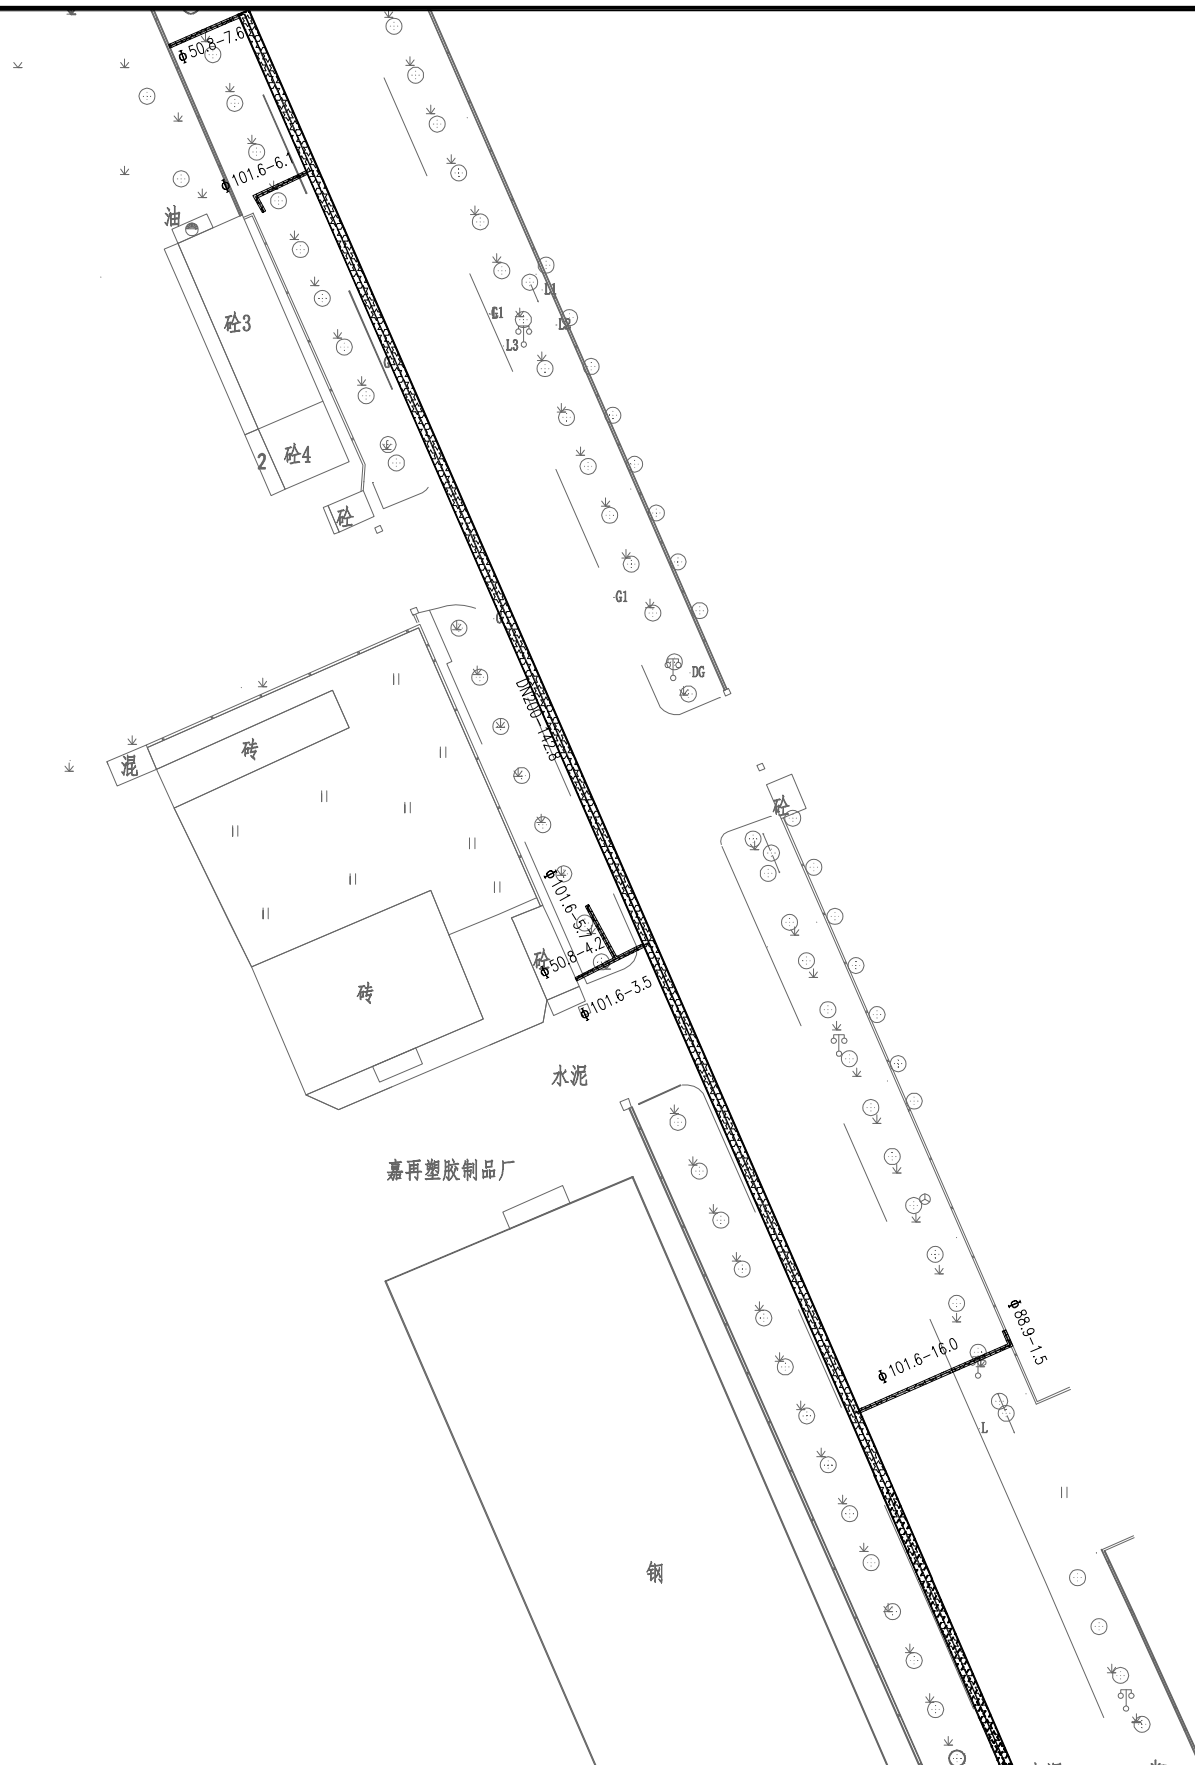 Φ50.8-7.6
Φ101.6-6.1
油
砼3
L1
G1
L2
L3
G
2
砼4
砼
G1
G
DG
DN200-142.8
混
砖
砼
Φ101.6-5.7
砼
Φ50.8-4.2
砖
Φ101.6-3.5
水泥
嘉再塑胶制品厂
Φ88.9-1.5
Φ101.6-16.0
L
钢